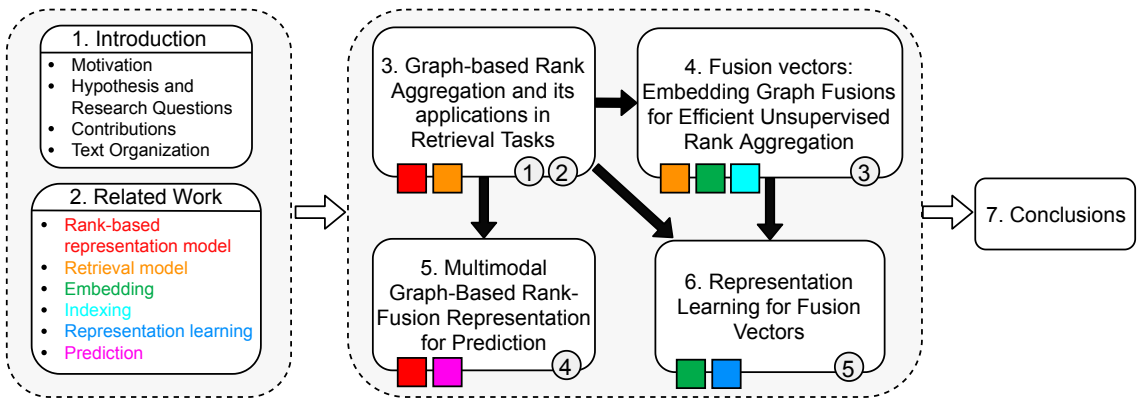 1. Introduction
• Motivation
• Hypothesis and
Research Questions
• Contributions
• Text Organization
2. Related Work
• Rank-based
representation model
• Retrieval model
• Embedding
• Indexing
• Representation learning
• Prediction
3. Graph-based Rank
Aggregation and its
applications in
Retrieval Tasks
1 2
4. Fusion vectors:
Embedding Graph Fusions
for Efficient Unsupervised
Rank Aggregation
3
5. Multimodal
Graph-Based Rank-
Fusion Representation
for Prediction
4
6. Representation
Learning for Fusion
Vectors
5
7. Conclusions